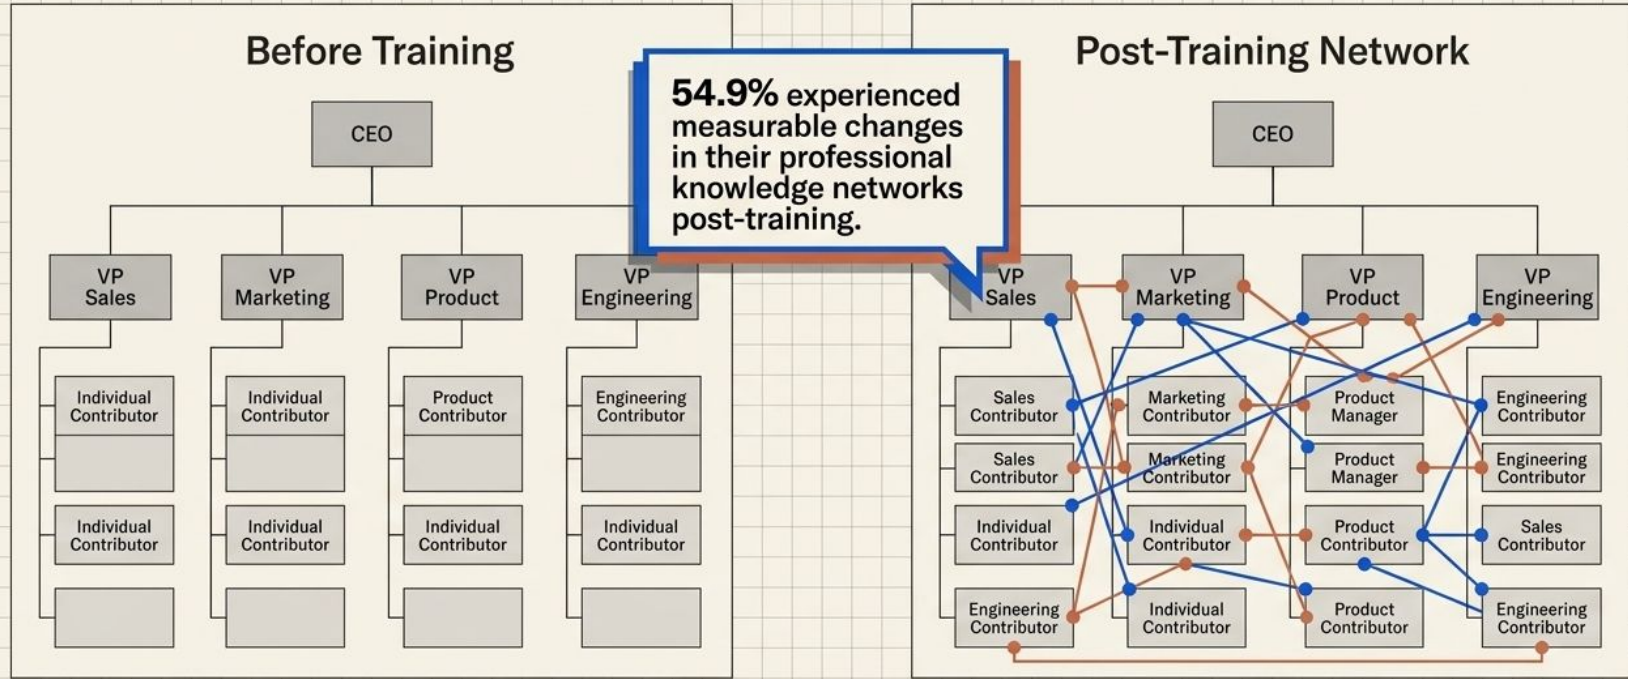 Before Training
CEO
VP
Sales
VP
Marketing
VP
Product
VP
Engineering
Individual
Contributor
Individual
Contributor
Product
Contributor
Engineering
Contributor
Individual
Contributor
Individual
Contributor
Individual
Contributor
Individual
Contributor
54.9% experienced
measurable changes
in their professional
knowledge networks
post-training.
Post-Training Network
CEO
VP
Sales
VP
Marketing
VP
Product
VP
Engineering
Sales
Contributor
Marketing
Contributor
Product
Manager
Engineering
Contributor
Sales
Contributor
Marketing
Contributor
Product
Manager
Engineering
Contributor
Individual
Contributor
Individual
Contributor
Product
Contributor
Sales
Contributor
Engineering
Contributor
Individual
Contributor
Product
Contributor
Engineering
Contributor